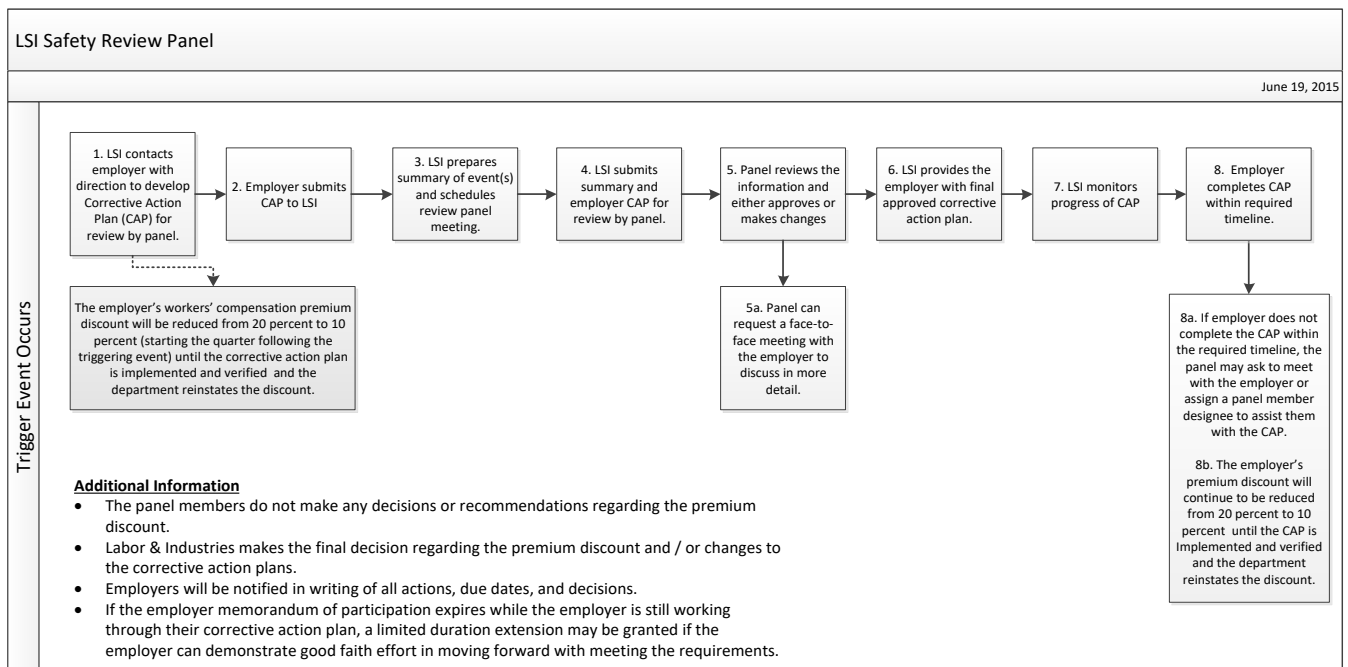 LSI Safety Review Panel
June 19, 2015
Trigger Event Occurs
1. LSI contacts
employer with
direction to develop
Corrective Action
Plan (CAP) for
review by panel.
2. Employer submits
CAP to LSI
3. LSI prepares
summary of event(s)
and schedules
review panel
meeting.
4. LSI submits
summary and
employer CAP for
review by panel.
5. Panel reviews the
information and
either approves or
makes changes
6. LSI provides the
employer with final
approved corrective
action plan.
7. LSI monitors
progress of CAP
8. Employer
completes CAP
within required
timeline.
The employer’s workers’ compensation premium
discount will be reduced from 20 percent to 10
percent (starting the quarter following the
triggering event) until the corrective action plan
is implemented and verified and the
department reinstates the discount.
5a. Panel can
request a face-to-
face meeting with
the employer to
discuss in more
detail.
8a. If employer does not
complete the CAP within
the required timeline, the
panel may ask to meet
with the employer or
assign a panel member
designee to assist them
with the CAP.
8b. The employer’s
premium discount will
continue to be reduced
from 20 percent to 10
percent until the CAP is
Implemented and verified
and the department
reinstates the discount.
Additional Information
• The panel members do not make any decisions or recommendations regarding the premium
discount.
• Labor & Industries makes the final decision regarding the premium discount and / or changes to
the corrective action plans.
• Employers will be notified in writing of all actions, due dates, and decisions.
• If the employer memorandum of participation expires while the employer is still working
through their corrective action plan, a limited duration extension may be granted if the
employer can demonstrate good faith effort in moving forward with meeting the requirements.